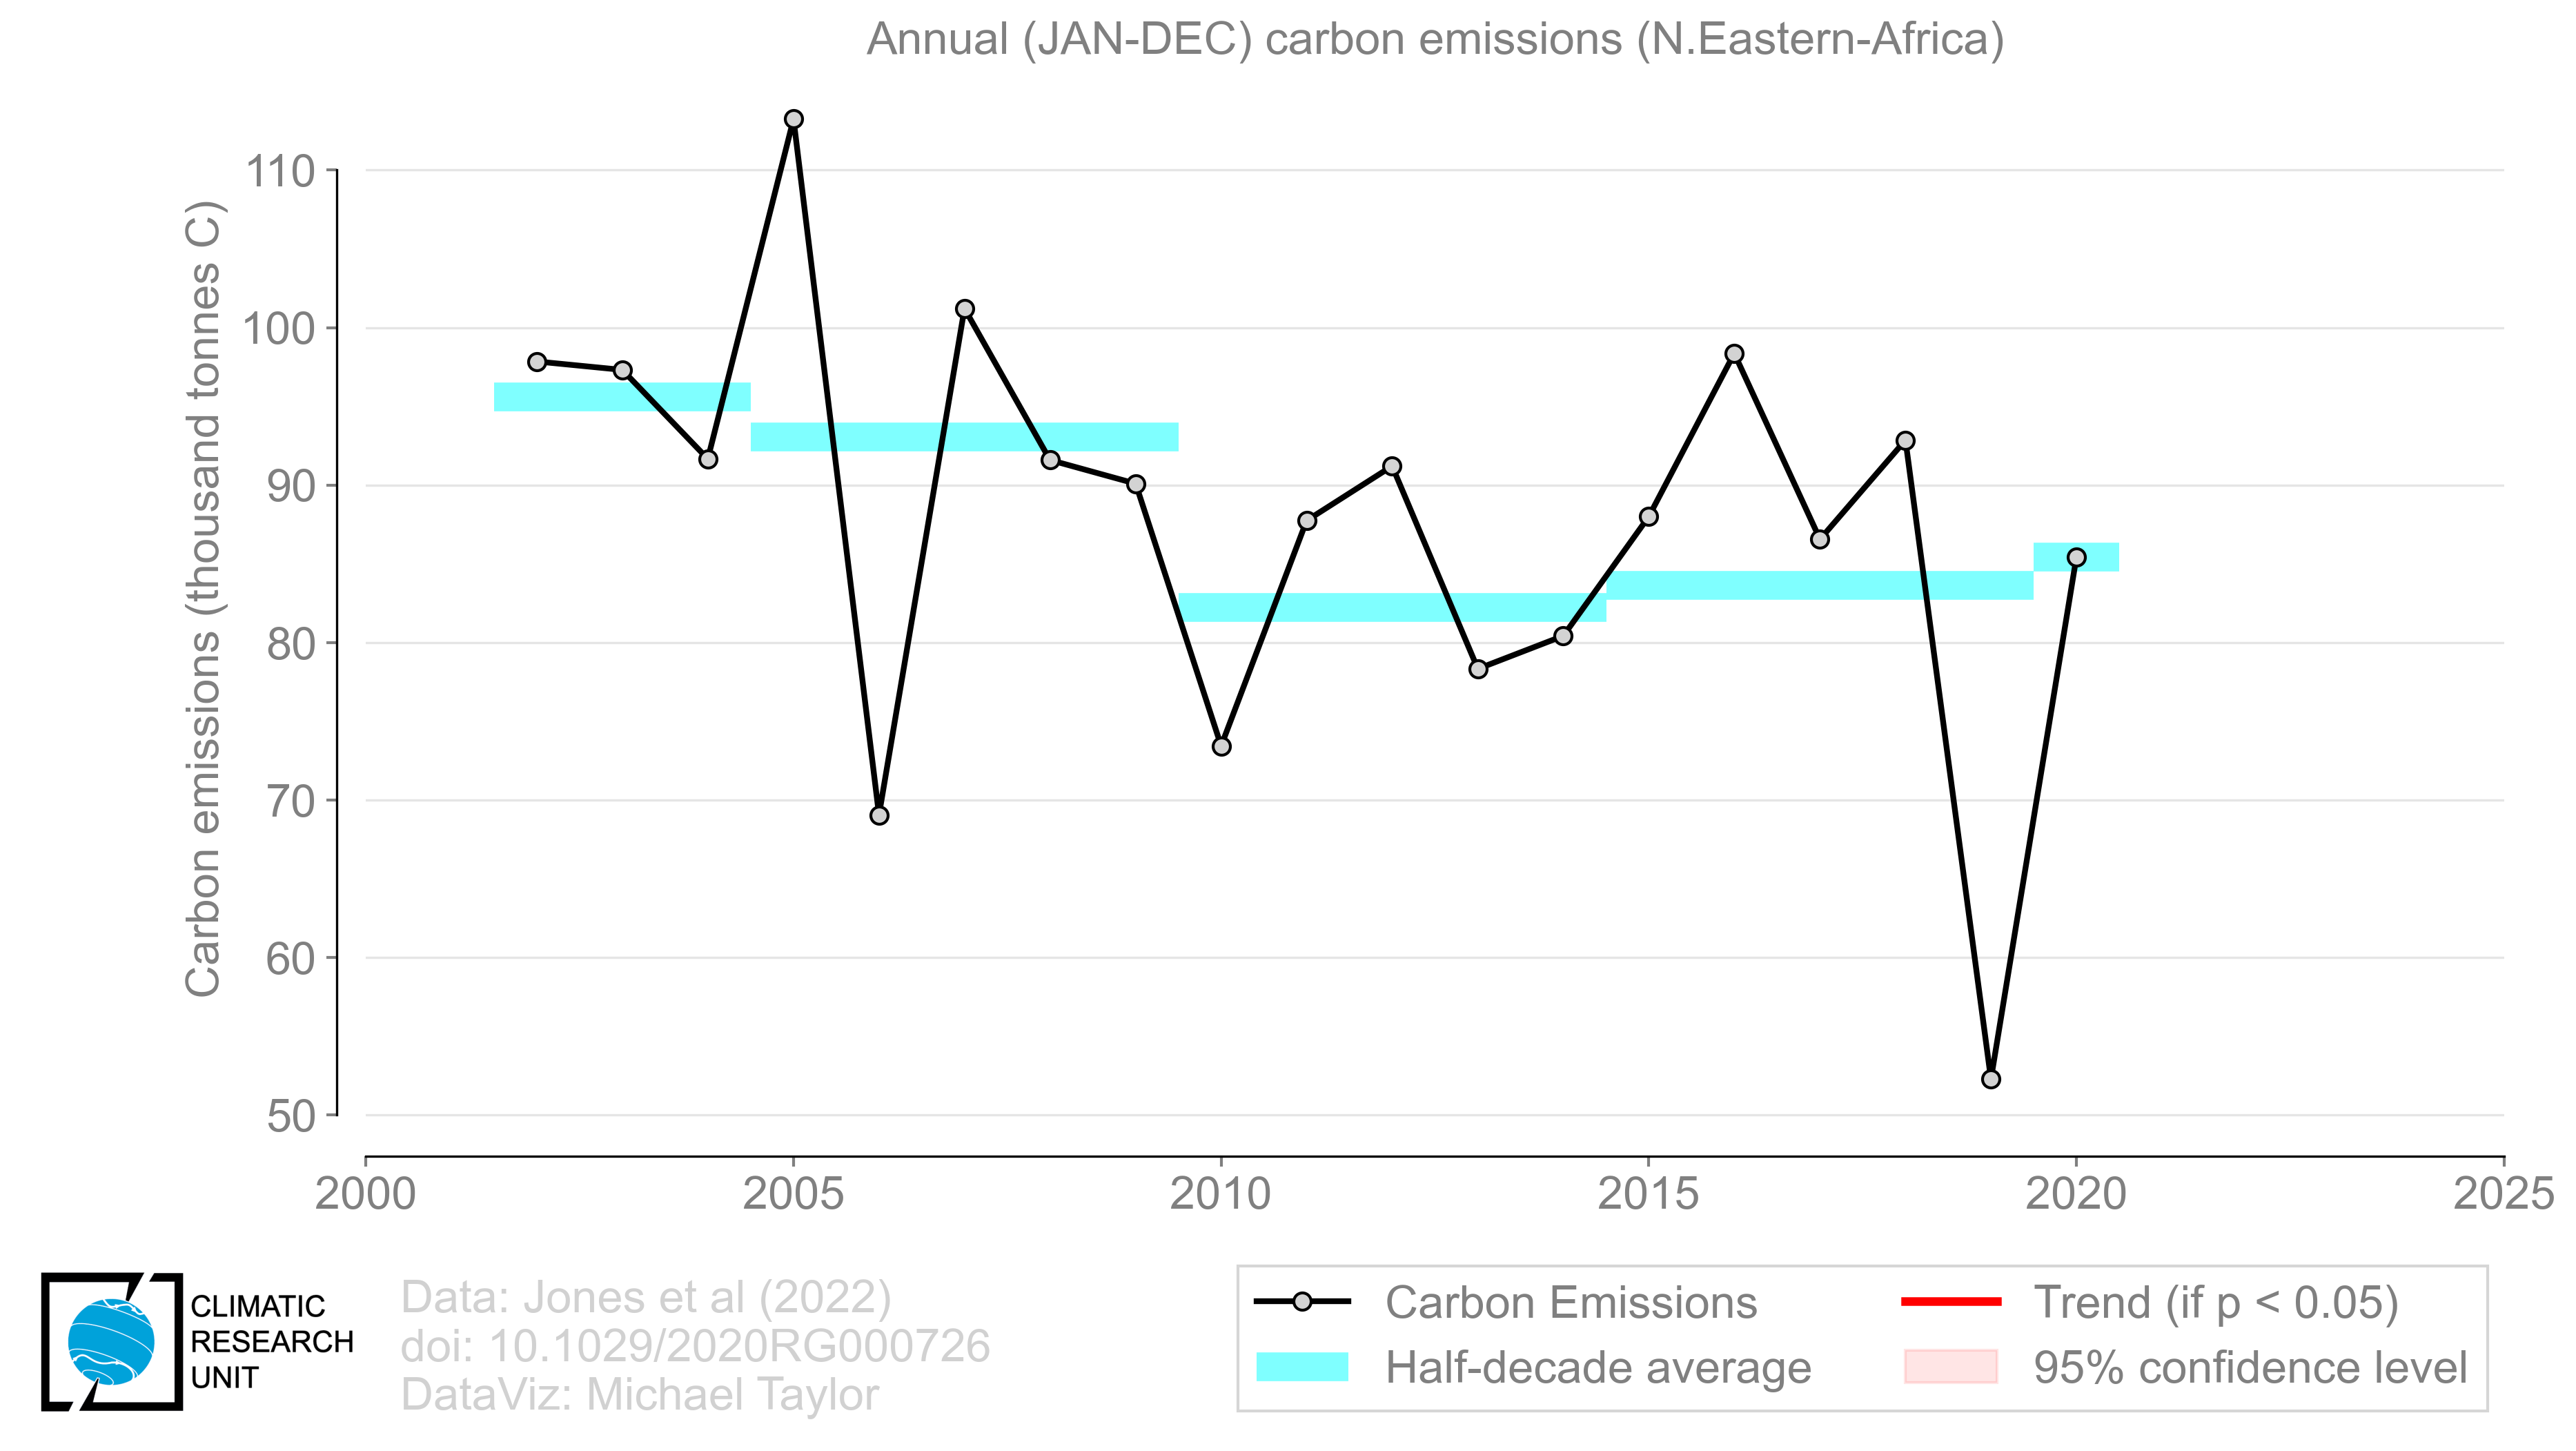 Annual (JAN-DEC) carbon emissions (N.Eastern-Africa)
Carbon emissions (thousand tonnes C)
110
100
90
80
70
60
50
2000
2005
2010
2015
2020
2025
CLIMATIC
RESEARCH
UNIT
Data: Jones et al (2022)
doi: 10.1029/2020RG000726
DataViz: Michael Taylor
Carbon Emissions
Half-decade average
Trend (if p < 0.05)
95% confidence level